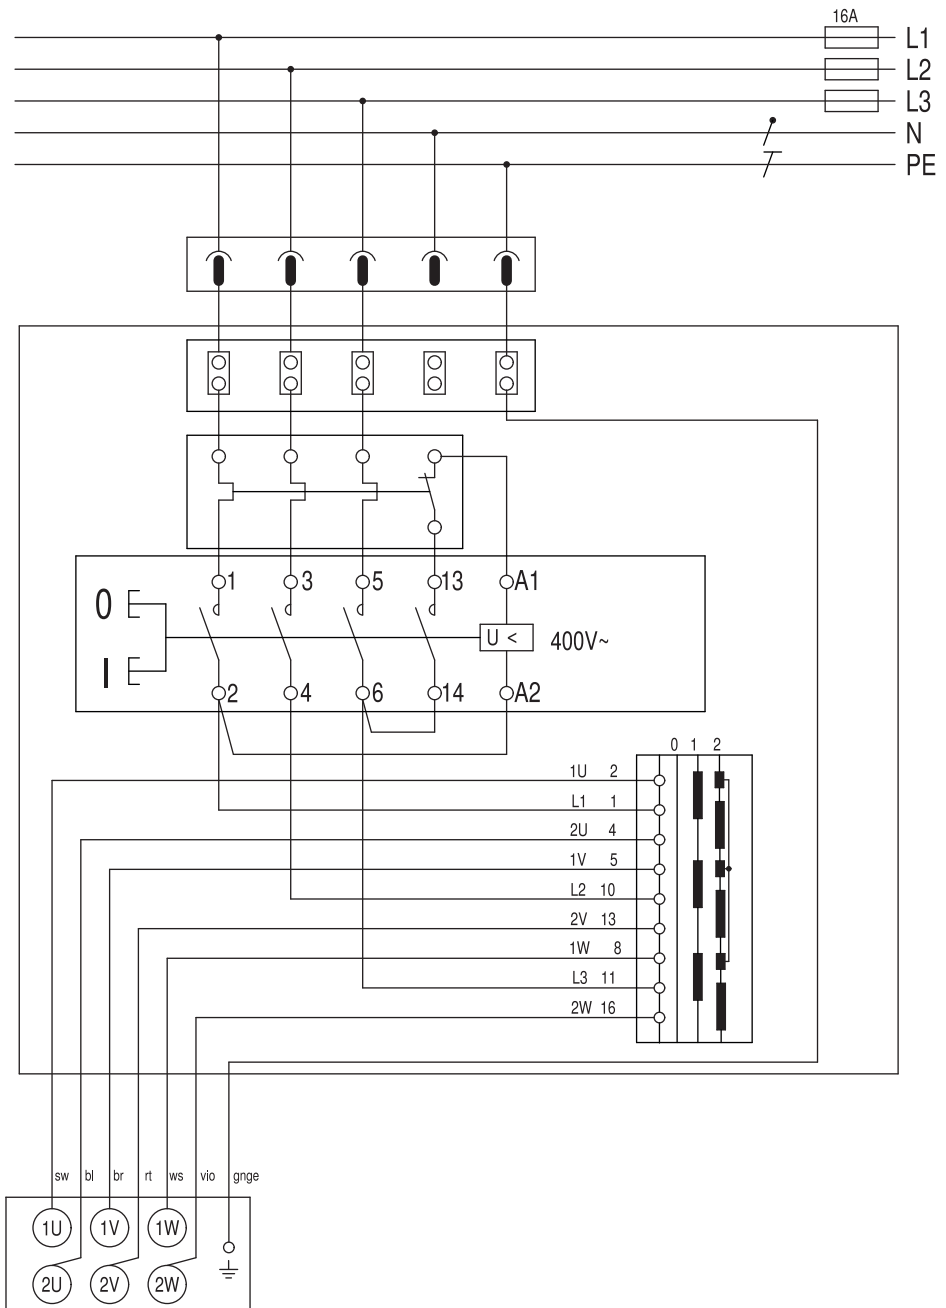 16A
L1
L2
L3
N
PE
1 3 5 13 A1
0
U < 400V~
I
2 4 6 14 A2
0 1 2
1U 2
L1 1
2U 4
1V 5
L2 10
2V 13
1W 8
L3 11
2W 16
sw bl br rt ws vio gnge
1U 1V 1W
2U 2V 2W